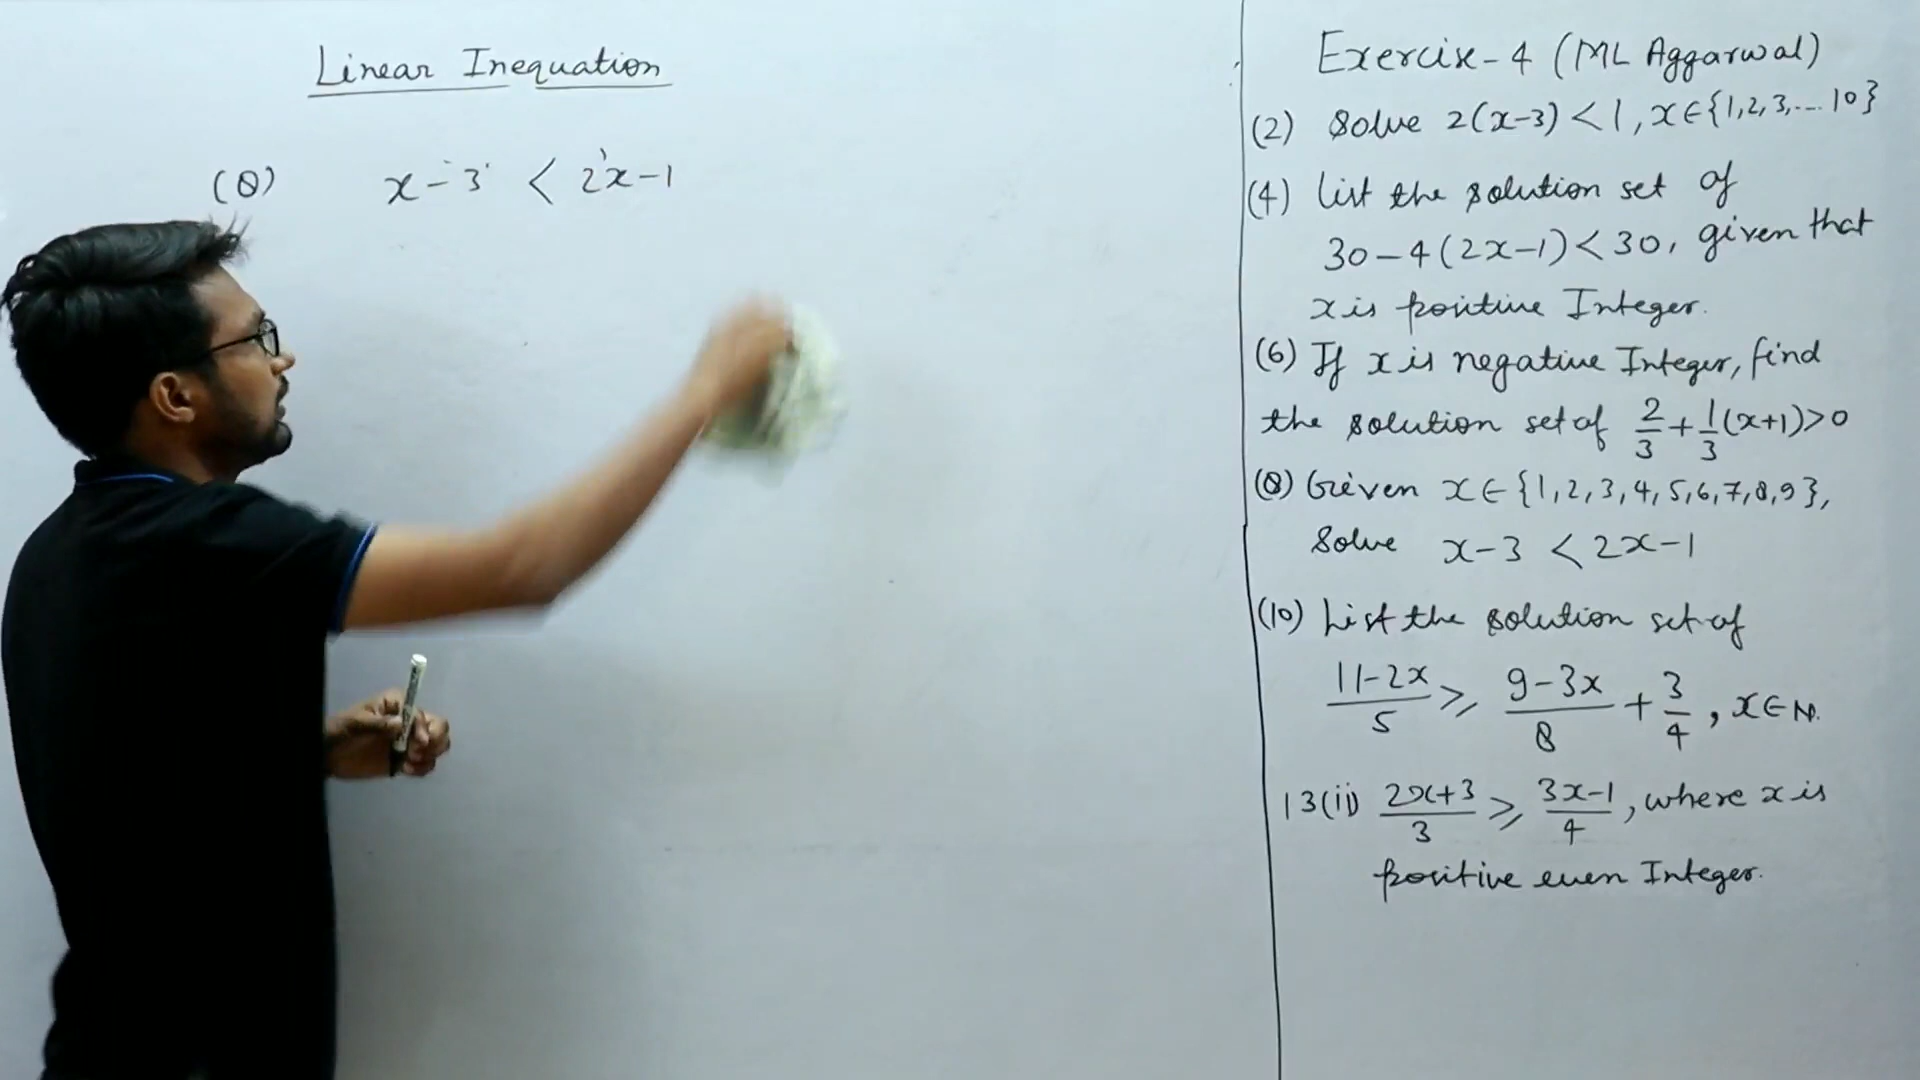 Linear Inequation
(8) x-3 < 2x-1
Exercise-4 (ML Aggarwal)
(2) Solve 2(x-3) < 1, x∈{1,2,3,....10}
(4) List the solution set of
30-4(2x-1) < 30, given that
x is positive Integer.
(6) If x is negative Integer, find
the solution set of 2/3 + 1/3(x+1) > 0
(8) Given x∈{1,2,3,4,5,6,7,8,9},
Solve x-3 < 2x-1
(10) List the solution set of
(11-2x)/5 ⩾ (9-3x)/8 + 3/4, x∈N.
13(ii) (2x+3)/3 ⩾ (3x-1)/4, where x is
positive even Integer.